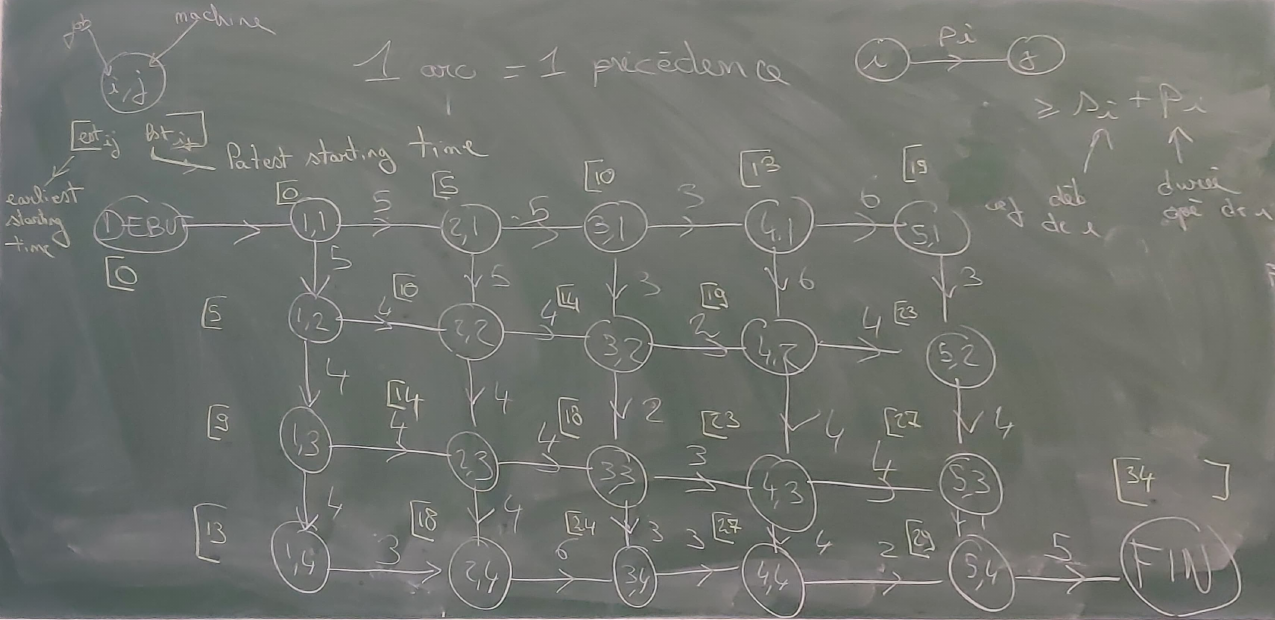 job machine
i,j
1 arc = 1 précédence
i Pi j
[est ij lst ij]
≥ Si + Pi
Latest starting time
earliest starting time
durée opé de i
déb de i
[0 [5 [10 [13 [19
DEBUT 1,1 5 2,1 5 3,1 3 4,1 6 5,1
[0
5 5 3 6 3
[5 [10 [14 [19 [23
1,2 4 2,2 4 3,2 2 4,2 4 5,2
4 4 2 4 4
[9 [14 [18 [23 [27
1,3 4 2,3 4 3,3 3 4,3 4 5,3
4 4 3 4 1
[13 [18 [24 [27 [29 [34 ]
1,4 3 2,4 6 3,4 3 4,4 2 5,4 5 FIN